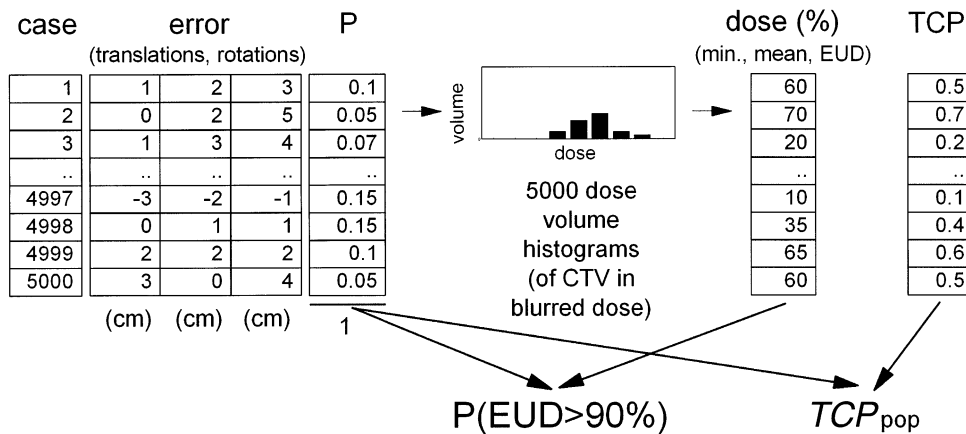 case error P dose (%) TCP
(translations, rotations) (min., mean, EUD)
1 1 2 3 0.1 60 0.5
2 0 2 5 0.05 70 0.7
3 1 3 4 0.07 20 0.2
.. .. .. .. .. .. ..
4997 -3 -2 -1 0.15 10 0.1
4998 0 1 1 0.15 35 0.4
4999 2 2 2 0.1 65 0.6
5000 3 0 4 0.05 60 0.5
(cm) (cm) (cm) 1
volume
dose
5000 dose
volume
histograms
(of CTV in
blurred dose)
P(EUD>90%) TCPpop